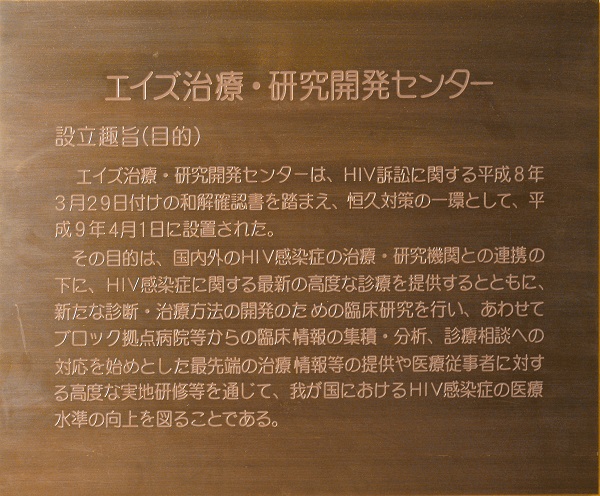 エイズ治療・研究開発センター
設立趣旨(目的)
エイズ治療・研究開発センターは、HIV訴訟に関する平成8年
3月29日付けの和解確認書を踏まえ、恒久対策の一環として、平
成9年4月1日に設置された。
その目的は、国内外のHIV感染症の治療・研究機関との連携の
下に、HIV感染症に関する最新の高度な診療を提供するとともに、
新たな診断・治療方法の開発のための臨床研究を行い、あわせて
ブロック拠点病院等からの臨床情報の集積・分析、診療相談への
対応を始めとした最先端の治療情報等の提供や医療従事者に対す
る高度な実地研修等を通じて、我が国におけるHIV感染症の医療
水準の向上を図ることである。